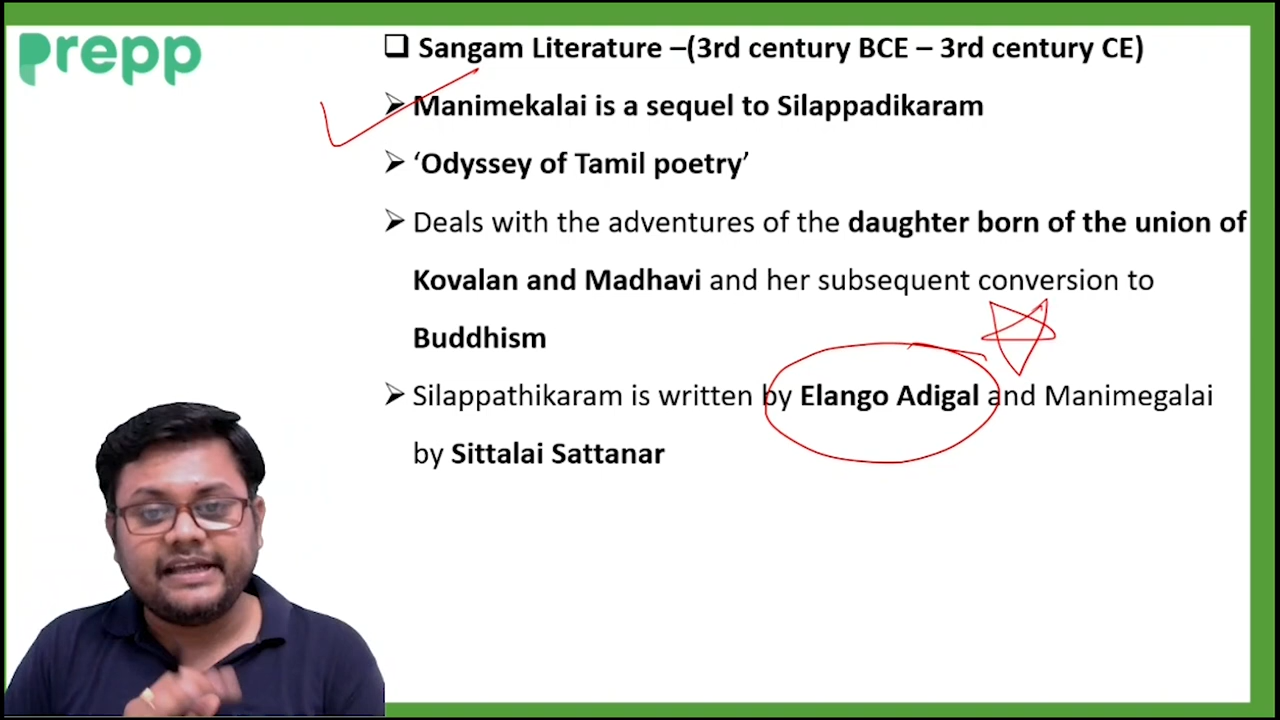 prepp
❑ Sangam Literature –(3rd century BCE – 3rd century CE)
➢ Manimekalai is a sequel to Silappadikaram
➢ ‘Odyssey of Tamil poetry’
➢ Deals with the adventures of the daughter born of the union of
Kovalan and Madhavi and her subsequent conversion to
Buddhism
➢ Silappathikaram is written by Elango Adigal and Manimegalai
by Sittalai Sattanar